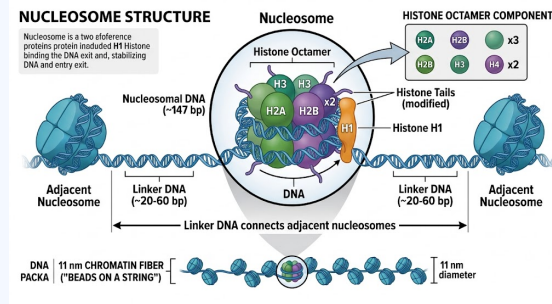 NUCLEOSOME STRUCTURE
Nucleosome is a two afoference
proteins protein inoduded H1 Histone
binding the DNA exit and, stabilizing
DNA and entry exit.
Nucleosome
HISTONE OCTAMER COMPONENT
H2A H2B x3
H2B H3 H4 x2
Histone Octamer
H3 H3
H2A H2B x2
H1
Nucleosomal DNA
(~147 bp)
Histone Tails
(modified)
Histone H1
DNA
Adjacent
Nucleosome
Linker DNA
(~20-60 bp)
Linker DNA
(~20-60 bp)
Adjacent
Nucleosome
Linker DNA connects adjacent nucleosomes
DNA
PACKA
11 nm CHROMATIN FIBER
("BEADS ON A STRING")
11 nm
diameter